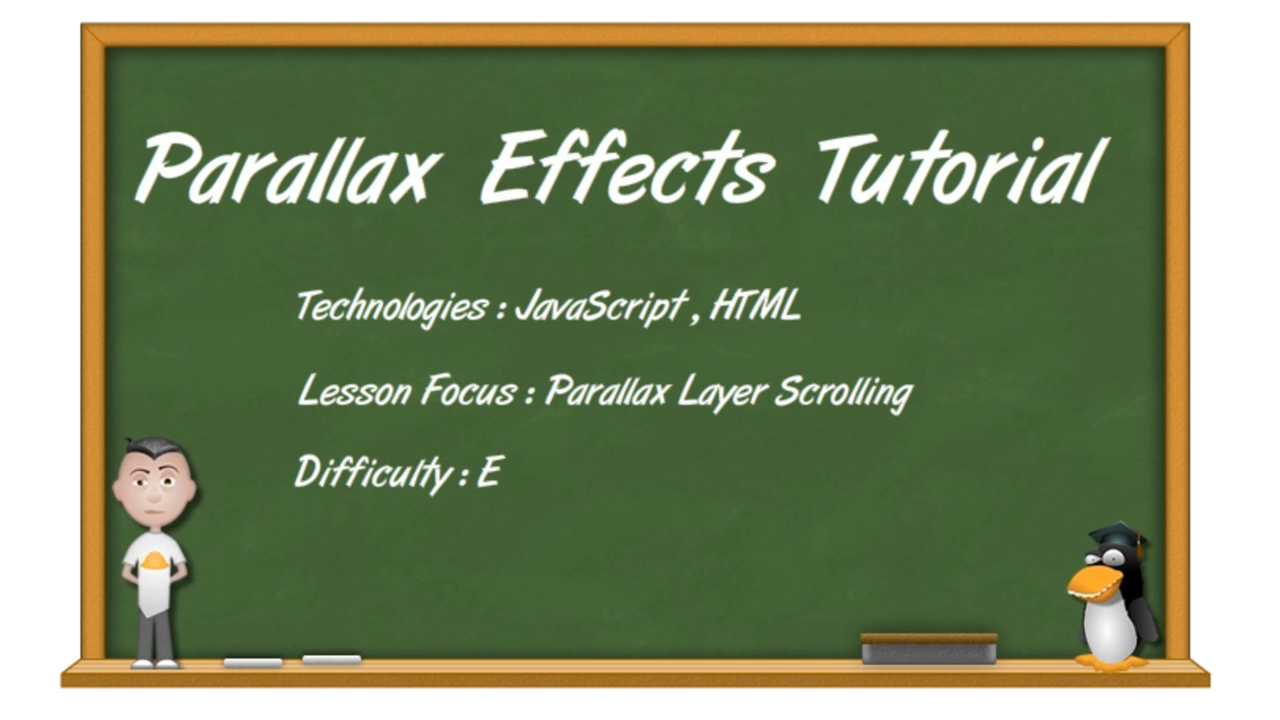 Parallax Effects Tutorial
Technologies : JavaScript , HTML
Lesson Focus : Parallax Layer Scrolling
Difficulty : E